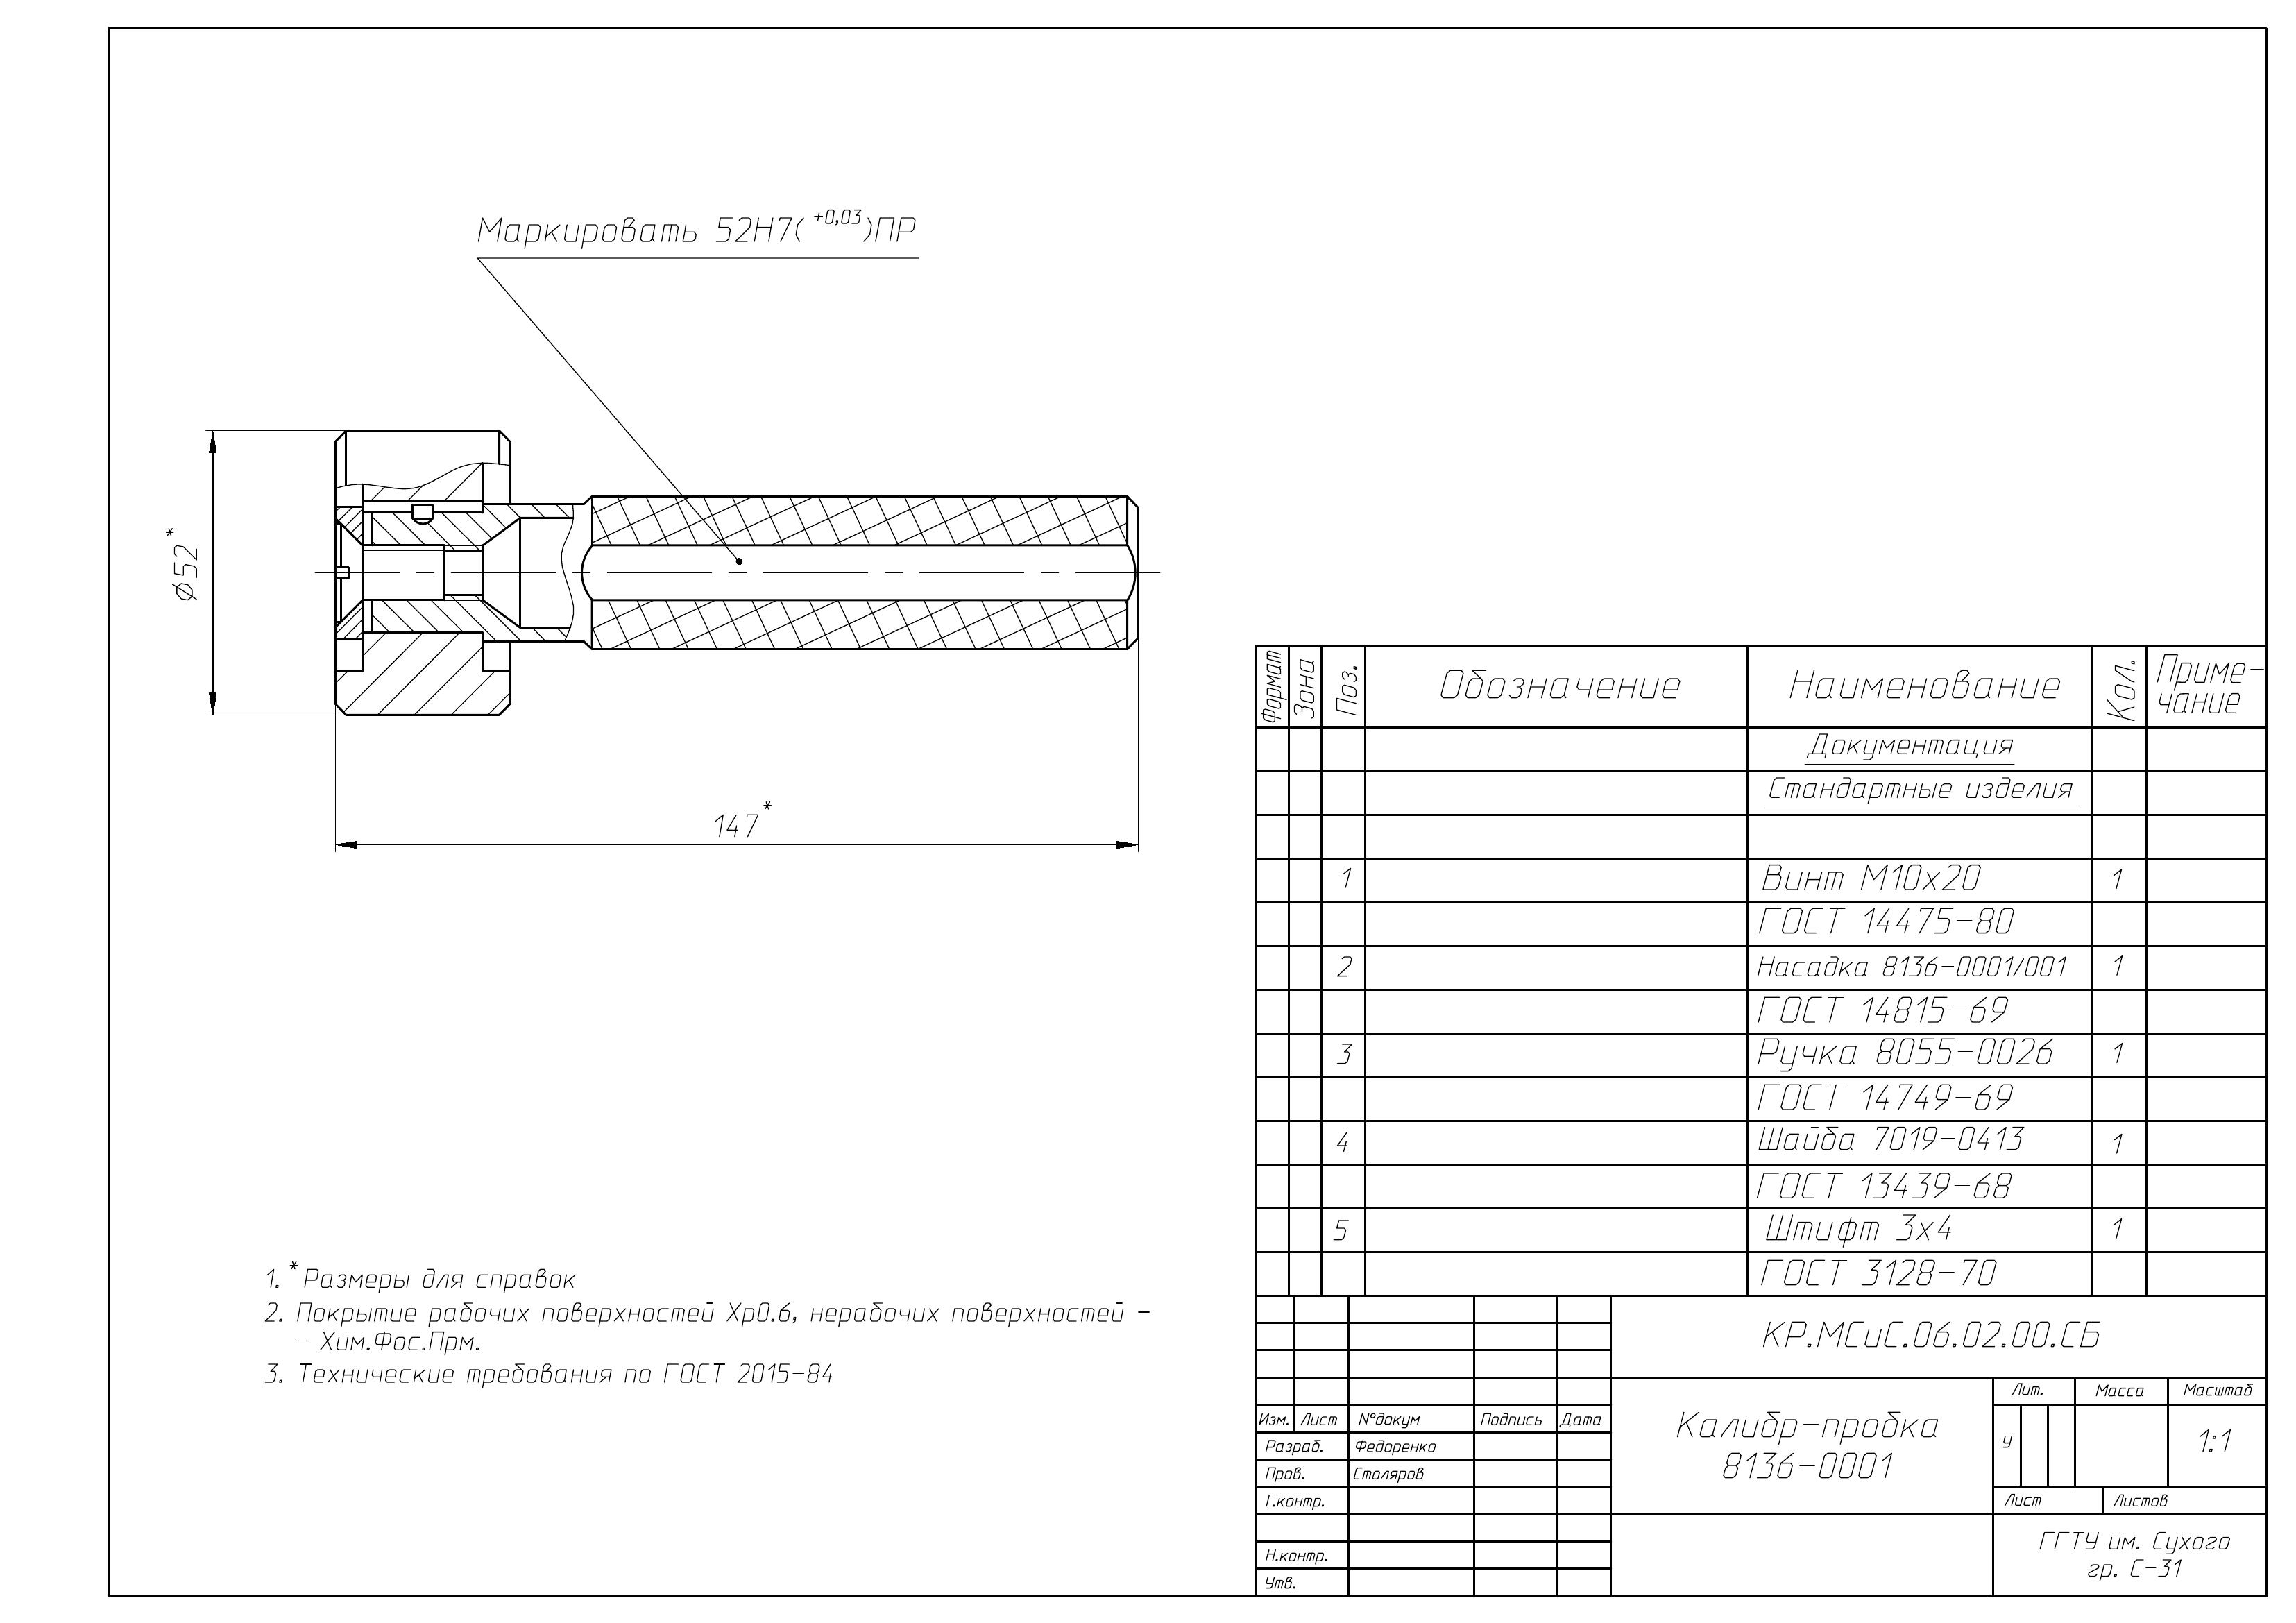 Маркировать 52H7(+0,03)ПР
⌀52*
147*
1.*Размеры для справок
2. Покрытие рабочих поверхностей Хр0.6, нерабочих поверхностей –
– Хим.Фос.Прм.
3. Технические требования по ГОСТ 2015–84
Формат Зона Поз. Обозначение Наименование Кол. Приме–
чание
Документация
Стандартные изделия
1 Винт М10х20 1
ГОСТ 14475–80
2 Насадка 8136–0001/001 1
ГОСТ 14815–69
3 Ручка 8055–0026 1
ГОСТ 14749–69
4 Шайба 7019–0413 1
ГОСТ 13439–68
5 Штифт 3х4 1
ГОСТ 3128–70
КР.МСиС.06.02.00.СБ
Изм. Лист N°докум Подпись Дата
Разраб. Федоренко
Пров. Столяров
Т.контр.
Н.контр.
Утв.
Калибр–пробка
8136–0001
Лит. Масса Масштаб
у 1:1
Лист Листов
ГГТУ им. Сухого
гр. С–31